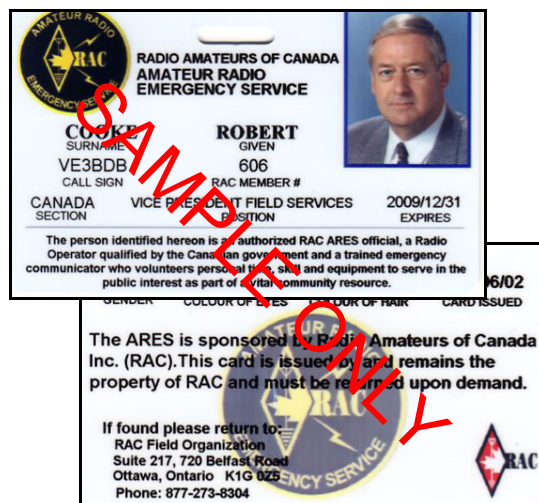 AMATEUR RADIO
RAC
EMERGENCY SERVICE
RADIO AMATEURS OF CANADA
AMATEUR RADIO
EMERGENCY SERVICE
COOKE ROBERT
SURNAME GIVEN
VE3BDB 606
CALL SIGN RAC MEMBER #
CANADA VICE PRESIDENT FIELD SERVICES 2009/12/31
SECTION POSITION EXPIRES
The person identified hereon is an authorized RAC ARES official, a Radio
Operator qualified by the Canadian government and a trained emergency
communicator who volunteers personal time, skill and equipment to serve in the
public interest as part of a vital community resource.
SAMPLE ONLY
06/02
GENDER COLOUR OF EYES COLOUR OF HAIR CARD ISSUED
The ARES is sponsored by Radio Amateurs of Canada
Inc. (RAC).This card is issued by and remains the
property of RAC and must be returned upon demand.
AMATEUR RADIO
RAC
EMERGENCY SERVICE
If found please return to:
RAC Field Organization
Suite 217, 720 Belfast Road
Ottawa, Ontario K1G 0Z5
Phone: 877-273-8304
RAC